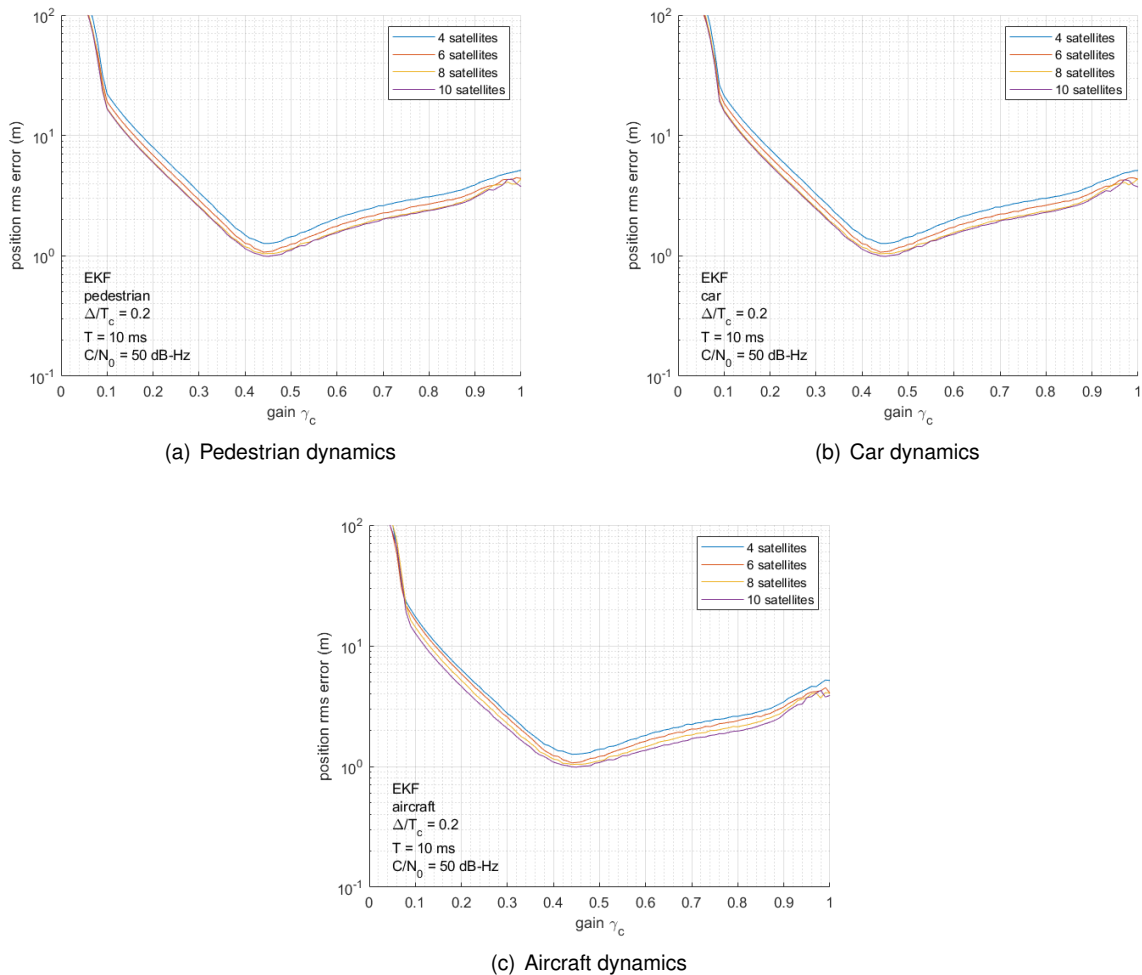 10^2
10^1
10^0
10^-1
position rms error (m)
4 satellites
6 satellites
8 satellites
10 satellites
EKF
pedestrian
Δ/T_c = 0.2
T = 10 ms
C/N_0 = 50 dB-Hz
0 0.1 0.2 0.3 0.4 0.5 0.6 0.7 0.8 0.9 1
gain γ_c
(a) Pedestrian dynamics
10^2
10^1
10^0
10^-1
position rms error (m)
4 satellites
6 satellites
8 satellites
10 satellites
EKF
car
Δ/T_c = 0.2
T = 10 ms
C/N_0 = 50 dB-Hz
0 0.1 0.2 0.3 0.4 0.5 0.6 0.7 0.8 0.9 1
gain γ_c
(b) Car dynamics
10^2
10^1
10^0
10^-1
position rms error (m)
4 satellites
6 satellites
8 satellites
10 satellites
EKF
aircraft
Δ/T_c = 0.2
T = 10 ms
C/N_0 = 50 dB-Hz
0 0.1 0.2 0.3 0.4 0.5 0.6 0.7 0.8 0.9 1
gain γ_c
(c) Aircraft dynamics